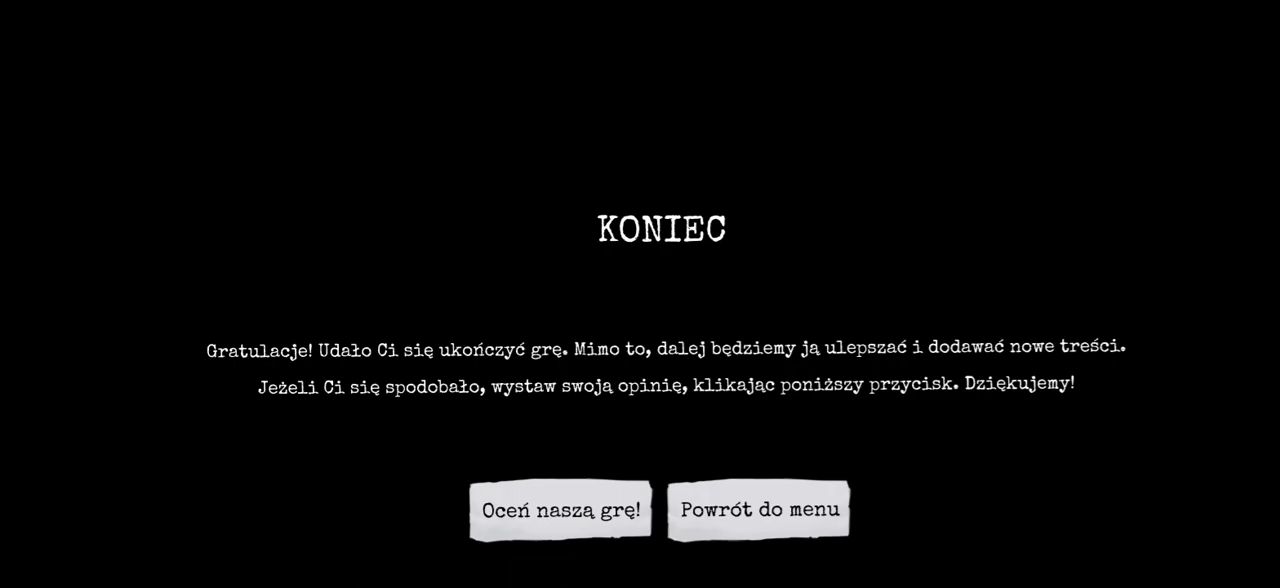 KONIEC
Gratulacje! Udało Ci się ukończyć grę. Mimo to, dalej będziemy ją ulepszać i dodawać nowe treści.
Jeżeli Ci się spodobało, wystaw swoją opinię, klikając poniższy przycisk. Dziękujemy!
Oceń naszą grę!
Powrót do menu